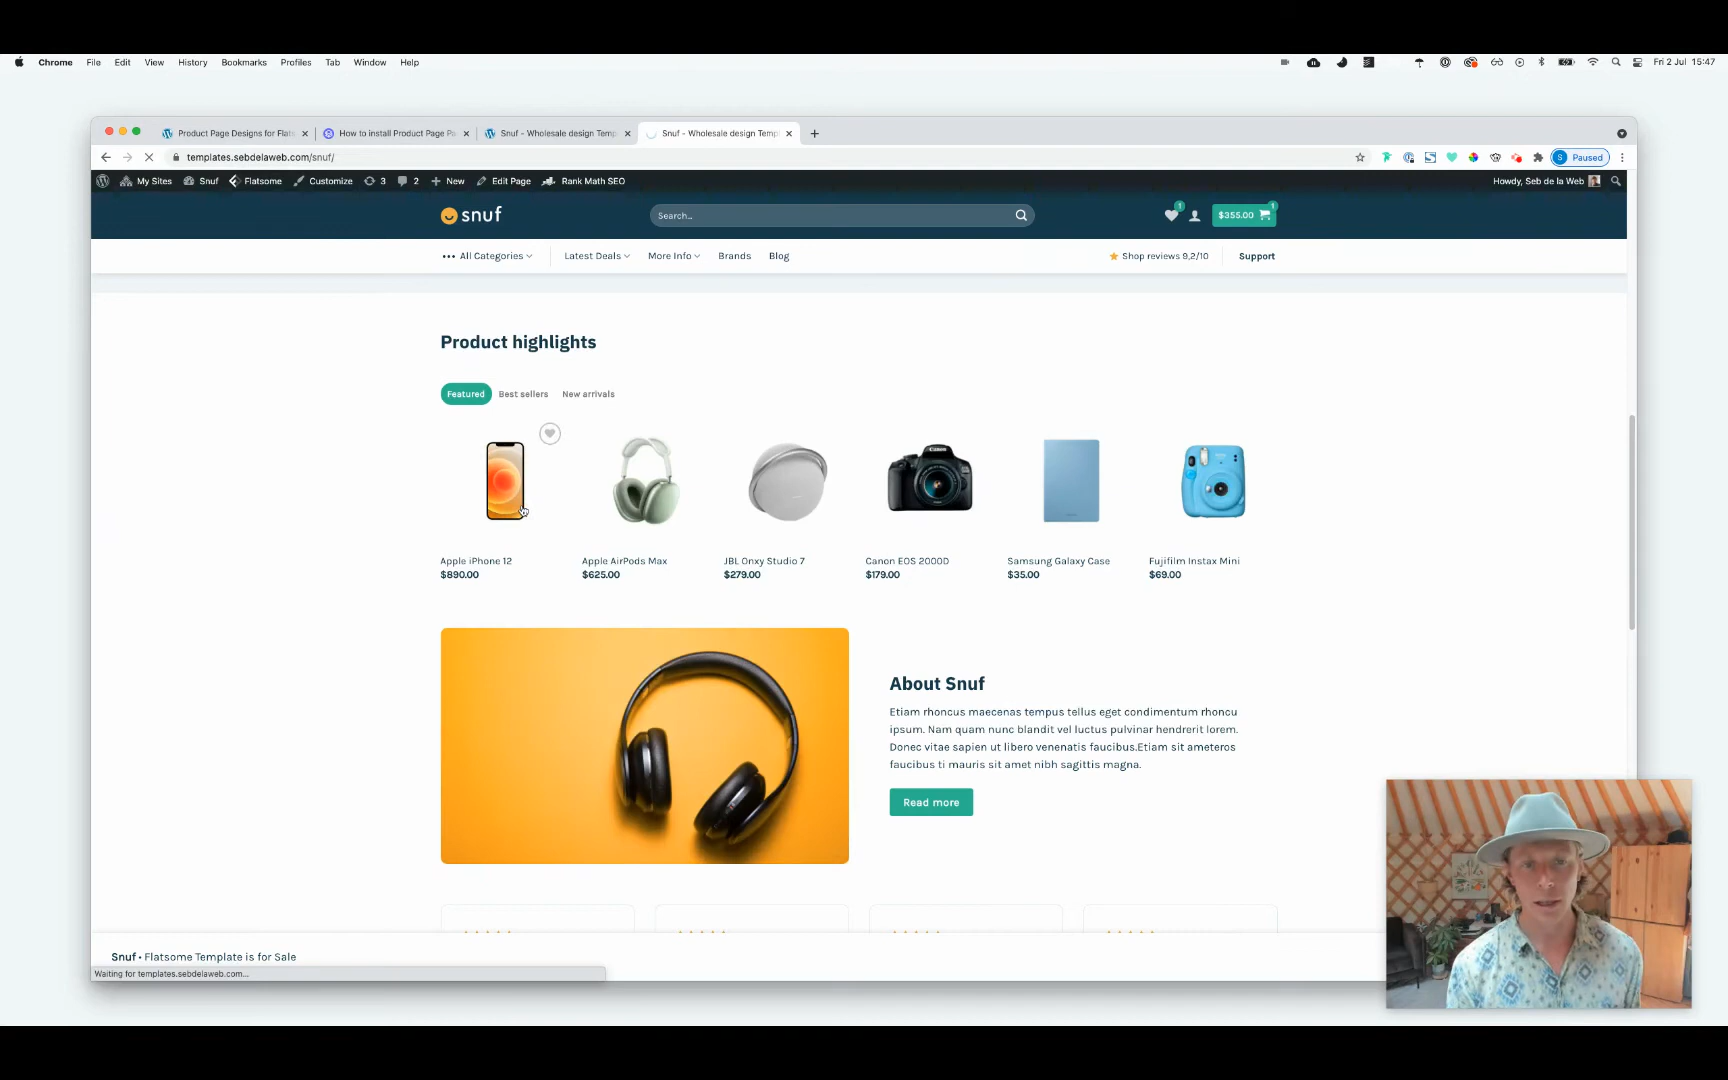 Chrome File Edit View History Bookmarks Profiles Tab Window Help
Fri 2 Jul 15:47
Product Page Designs for Flats
How to install Product Page Pa
Snuf - Wholesale design Temp
Snuf - Wholesale design Templ
templates.sebdelaweb.com/snuf/
S Paused
My Sites Snuf Flatsome Customize 3 2 New Edit Page Rank Math SEO
Howdy, Seb de la Web
snuf
Search...
1
$355.00
1
All Categories
Latest Deals
More Info
Brands
Blog
Shop reviews 9,2/10
Support
Product highlights
Featured Best sellers New arrivals
Apple iPhone 12
$890.00
Apple AirPods Max
$625.00
JBL Onxy Studio 7
$279.00
Canon EOS 2000D
$179.00
Samsung Galaxy Case
$35.00
Fujifilm Instax Mini
$69.00
About Snuf
Etiam rhoncus maecenas tempus tellus eget condimentum rhoncu
ipsum. Nam quam nunc blandit vel luctus pulvinar hendrerit lorem.
Donec vitae sapien ut libero venenatis faucibus.Etiam sit ameteros
faucibus ti mauris sit amet nibh sagittis magna.
Read more
Snuf • Flatsome Template is for Sale
Waiting for templates.sebdelaweb.com...